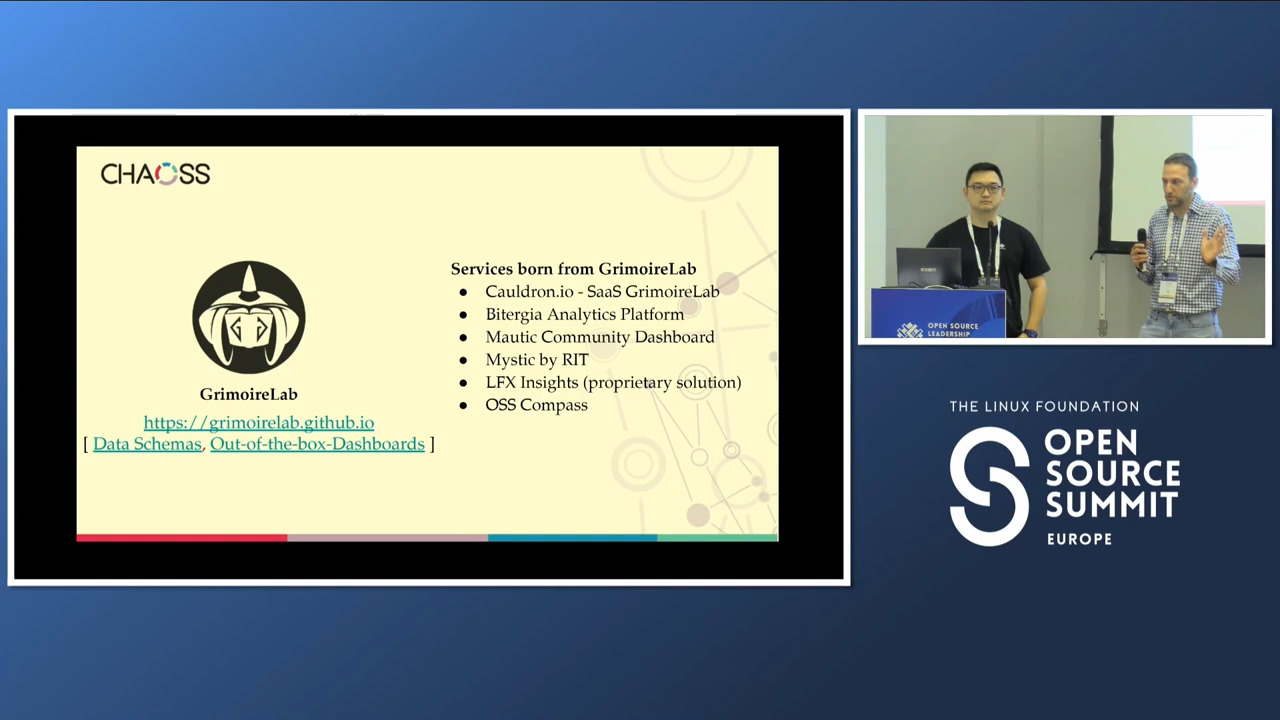 CHAOSS
GrimoireLab
https://grimoirelab.github.io
[ Data Schemas, Out-of-the-box-Dashboards ]
Services born from GrimoireLab
● Cauldron.io - SaaS GrimoireLab
● Bitergia Analytics Platform
● Mautic Community Dashboard
● Mystic by RIT
● LFX Insights (proprietary solution)
● OSS Compass
OPEN SOURCE
LEADERSHIP
THE LINUX FOUNDATION
OPEN
SOURCE
SUMMIT
EUROPE